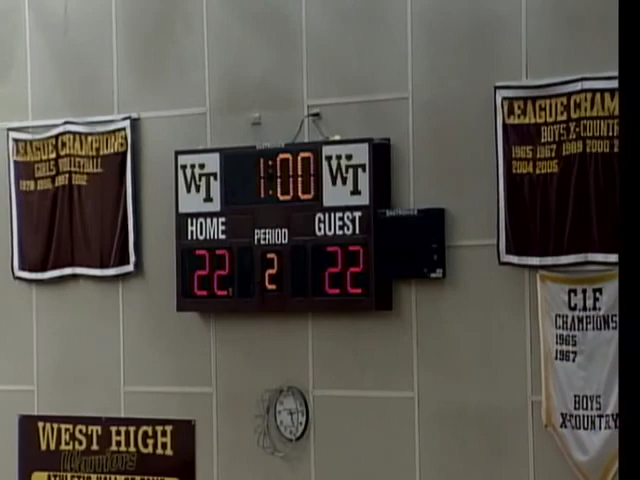 LEAGUE CHAMPIONS
GIRLS VOLLEYBALL
WT
1:00
WT
HOME
PERIOD
GUEST
22
2
22
LEAGUE CHAM
BOYS X-COUNTR
1965 1967 1989 2000 2
2004 2005
C.I.F.
CHAMPIONS
1965
1967
BOYS
X-COUNTRY
WEST HIGH
Warriors